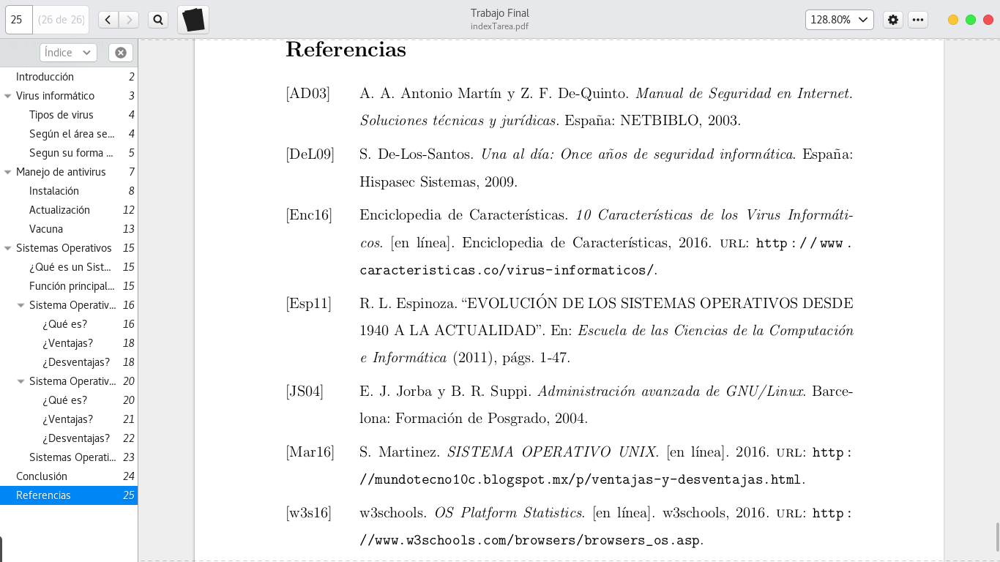 25 (26 de 26) Trabajo Final 128.80%
indexTarea.pdf
Índice
Introducción 2
Virus informático 3
Tipos de virus 4
Según el área se... 4
Segun su forma ... 5
Manejo de antivirus 7
Instalación 8
Actualización 12
Vacuna 13
Sistemas Operativos 15
¿Qué es un Sist... 15
Función principal... 15
Sistema Operativ... 16
¿Qué es? 16
¿Ventajas? 18
¿Desventajas? 18
Sistema Operativ... 20
¿Qué es? 20
¿Ventajas? 21
¿Desventajas? 22
Sistemas Operati... 23
Conclusión 24
Referencias 25
Referencias
[AD03] A. A. Antonio Martín y Z. F. De-Quinto. Manual de Seguridad en Internet.
Soluciones técnicas y jurídicas. España: NETBIBLO, 2003.
[DeL09] S. De-Los-Santos. Una al día: Once años de seguridad informática. España:
Hispasec Sistemas, 2009.
[Enc16] Enciclopedia de Características. 10 Características de los Virus Informáti-
cos. [en línea]. Enciclopedia de Características, 2016. URL: http://www.
caracteristicas.co/virus-informaticos/.
[Esp11] R. L. Espinoza. “EVOLUCIÓN DE LOS SISTEMAS OPERATIVOS DESDE
1940 A LA ACTUALIDAD”. En: Escuela de las Ciencias de la Computación
e Informática (2011), págs. 1-47.
[JS04] E. J. Jorba y B. R. Suppi. Administración avanzada de GNU/Linux. Barce-
lona: Formación de Posgrado, 2004.
[Mar16] S. Martinez. SISTEMA OPERATIVO UNIX. [en línea]. 2016. URL: http:
//mundotecno10c.blogspot.mx/p/ventajas-y-desventajas.html.
[w3s16] w3schools. OS Platform Statistics. [en línea]. w3schools, 2016. URL: http:
//www.w3schools.com/browsers/browsers_os.asp.